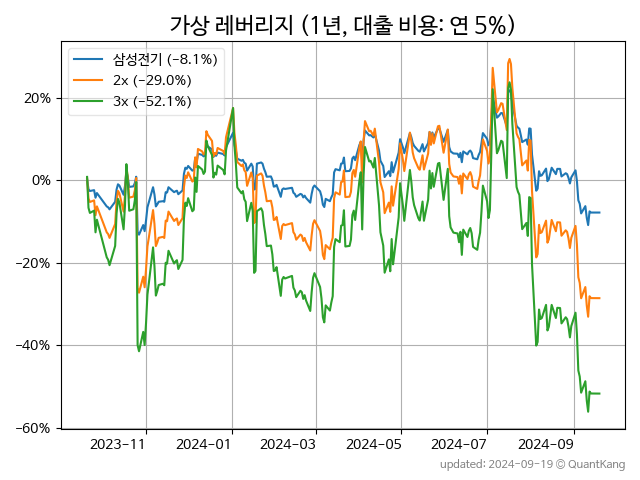 가상 레버리지 (1년, 대출 비용: 연 5%)
삼성전기 (−8.1%)
2x (−29.0%)
3x (−52.1%)
20%
0%
−20%
−40%
−60%
2023−11 2024−01 2024−03 2024−05 2024−07 2024−09
updated: 2024−09−19 © QuantKang